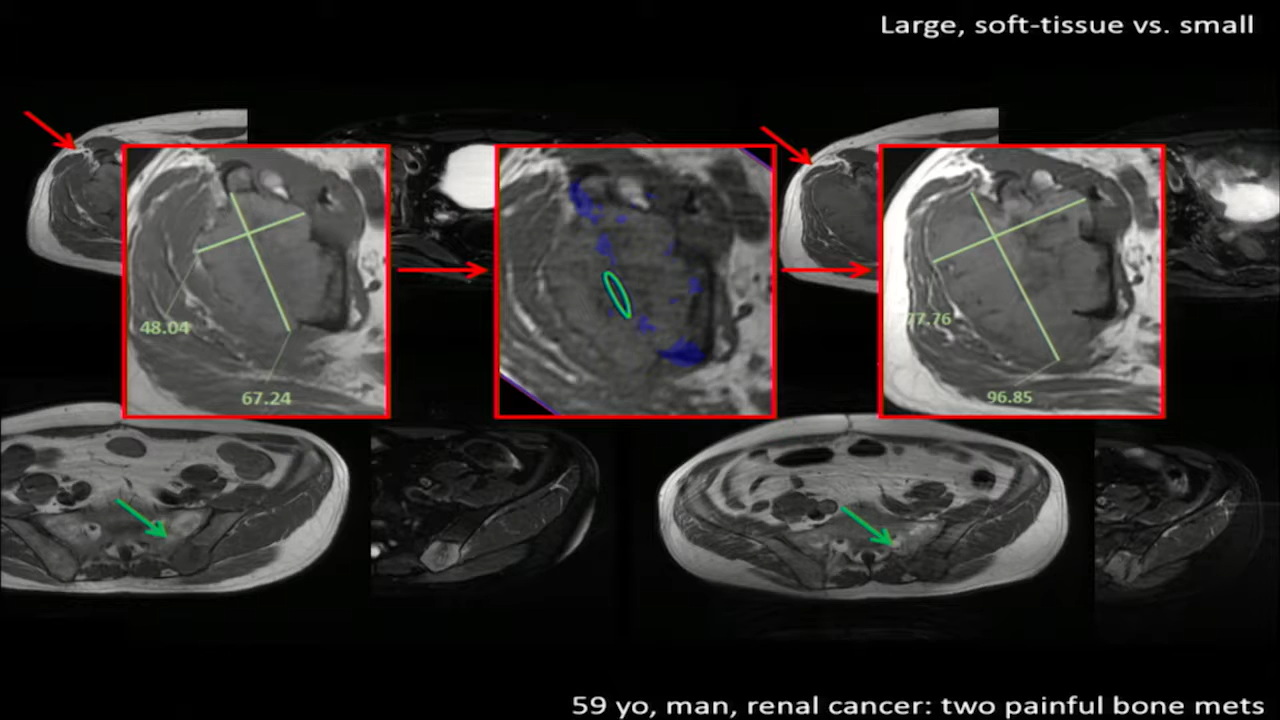 Large, soft-tissue vs. small
48.04
67.24
77.76
96.85
59 yo, man, renal cancer: two painful bone mets